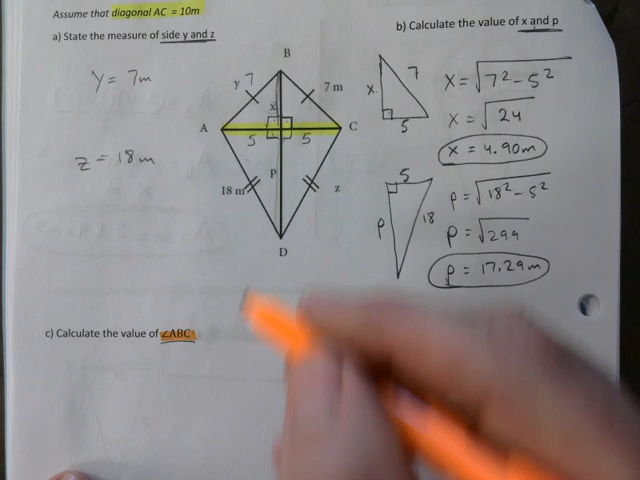 Assume that diagonal AC = 10m
a) State the measure of side y and z
b) Calculate the value of x and p
y = 7m
z = 18m
B
y 7
7 m
x
A
C
5
5
p
18 m
z
D
x
7
5
x = √7² - 5²
x = √24
x = 4.90m
5
p
18
p = √18² - 5²
p = √299
p = 17.29m
c) Calculate the value of ∠ABC